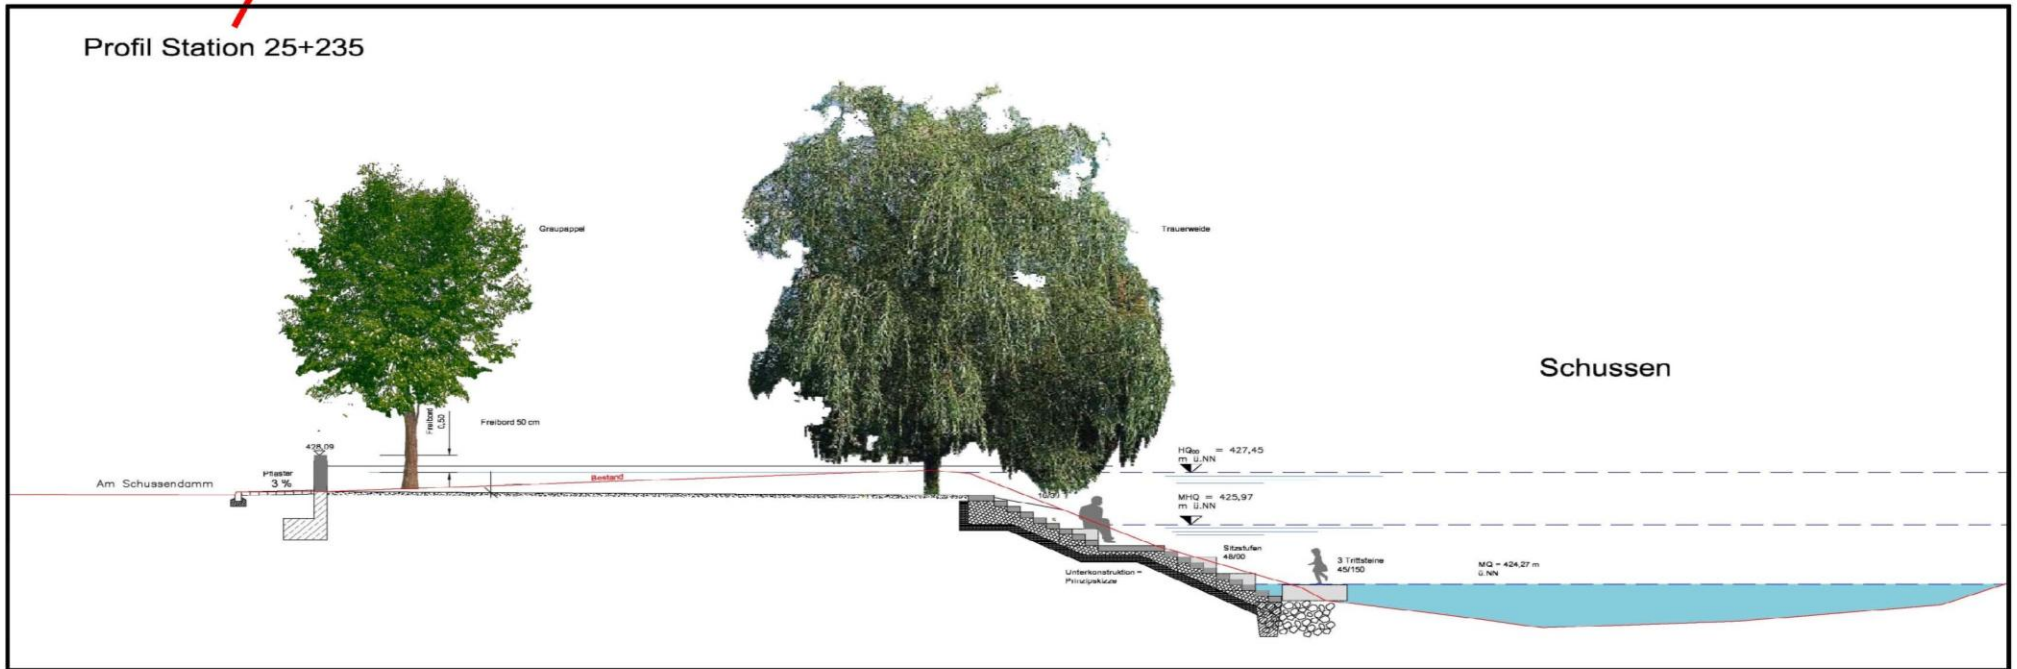 Profil Station 25+235
Graupappel
Trauerweide
Schussen
Freibord
0,50
Freibord 50 cm
428,09
Pflaster
3 %
Am Schussendamm
Bestand
= 427,45
m ü.NN
MHQ = 425,97
m ü.NN
Sitzstufen
48/90
3 Trittsteine
45/150
MQ = 424,27 m
ü.NN
Unterkonstruktion =
Prinzipskizze